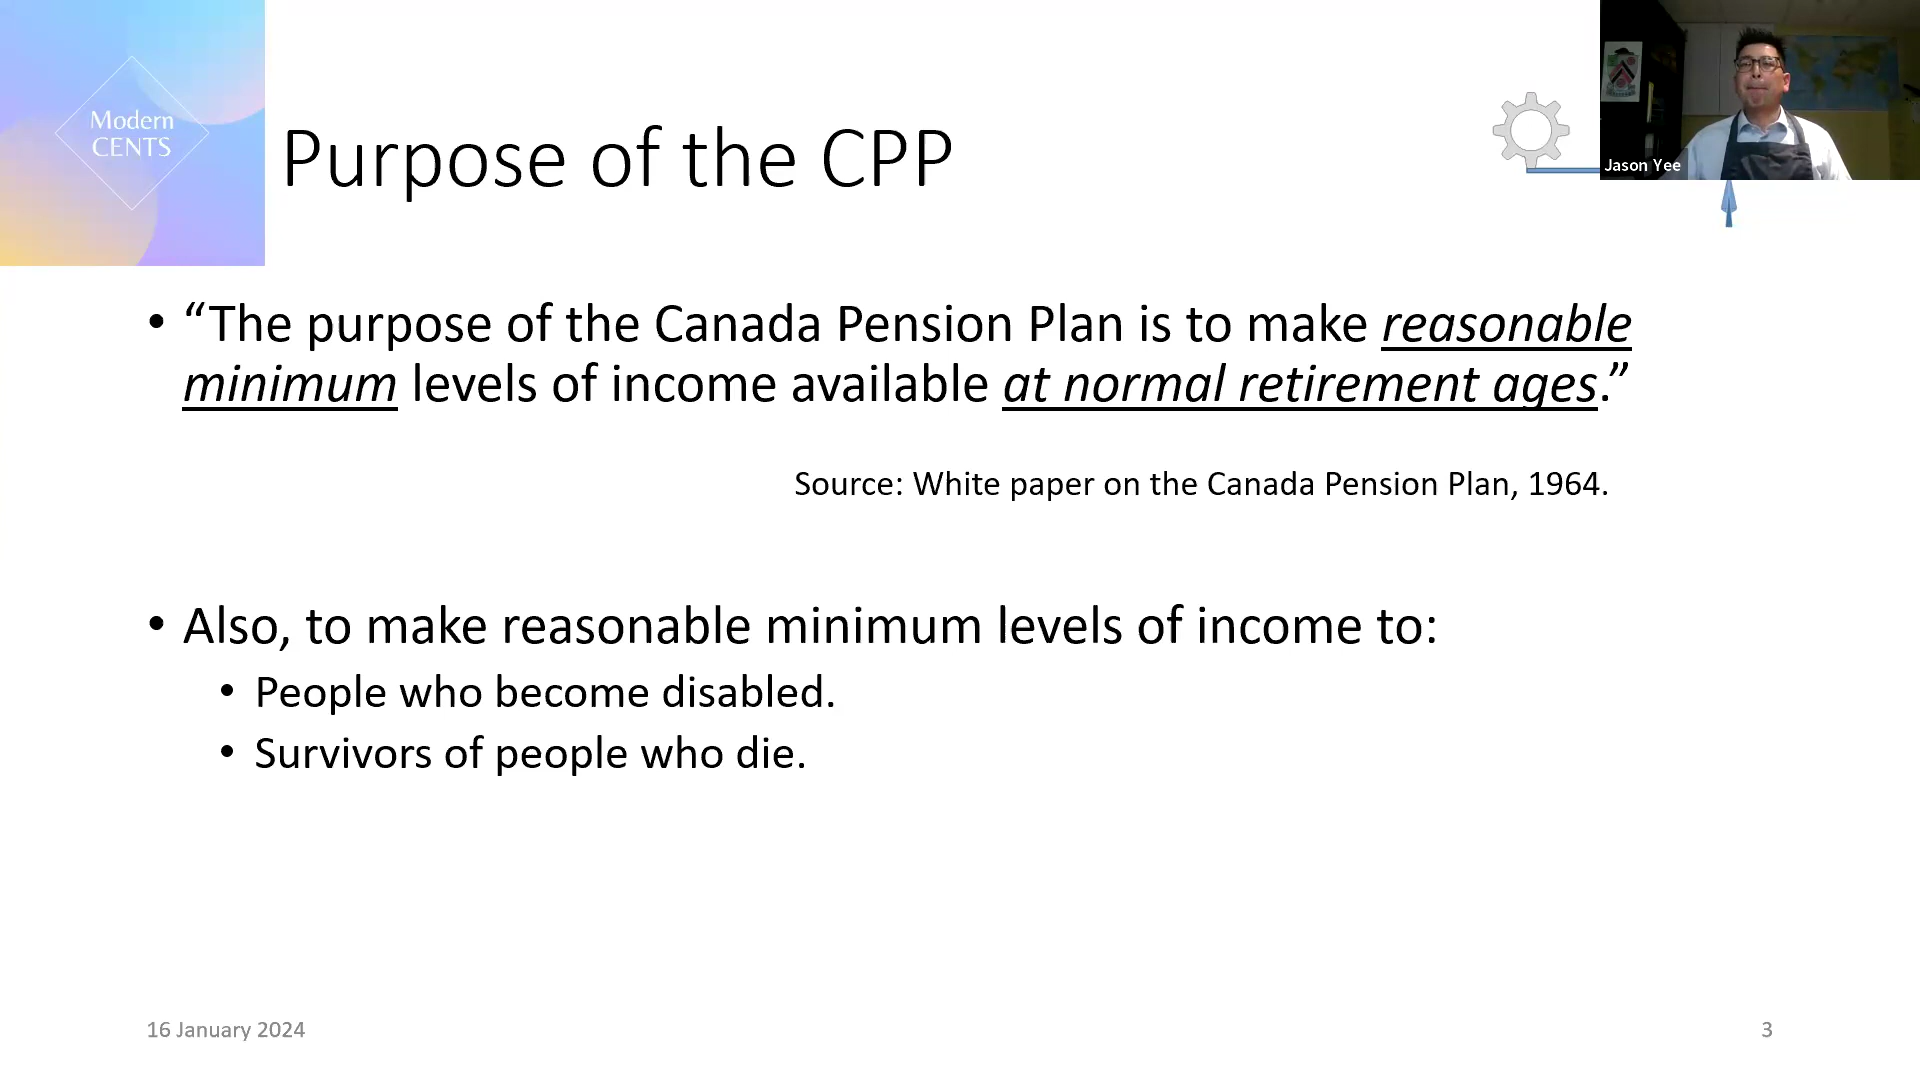 Modern
CENTS
Purpose of the CPP
Jason Yee
• “The purpose of the Canada Pension Plan is to make reasonable
minimum levels of income available at normal retirement ages.”
Source: White paper on the Canada Pension Plan, 1964.
• Also, to make reasonable minimum levels of income to:
• People who become disabled.
• Survivors of people who die.
16 January 2024
3